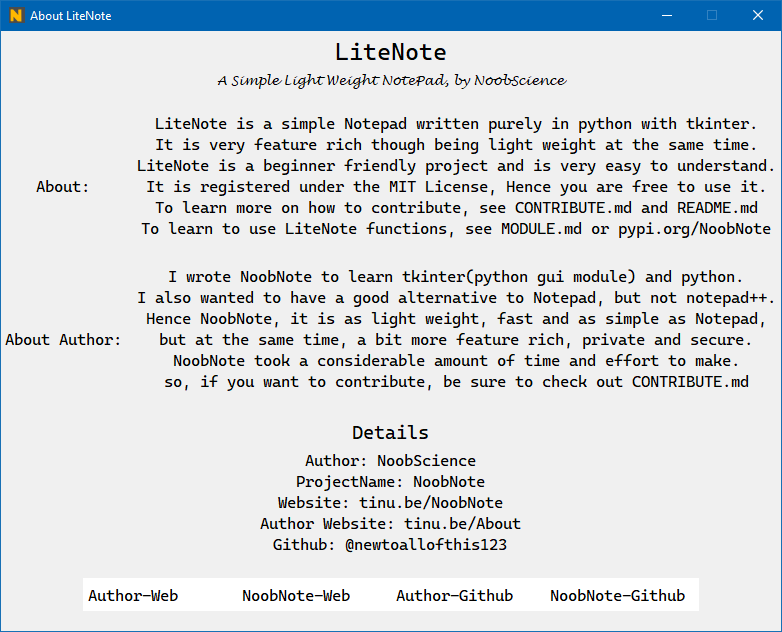 About LiteNote
LiteNote
A Simple Light Weight NotePad, by NoobScience
LiteNote is a simple Notepad written purely in python with tkinter.
It is very feature rich though being light weight at the same time.
LiteNote is a beginner friendly project and is very easy to understand.
About: It is registered under the MIT License, Hence you are free to use it.
To learn more on how to contribute, see CONTRIBUTE.md and README.md
To learn to use LiteNote functions, see MODULE.md or pypi.org/NoobNote
I wrote NoobNote to learn tkinter(python gui module) and python.
I also wanted to have a good alternative to Notepad, but not notepad++.
Hence NoobNote, it is as light weight, fast and as simple as Notepad,
About Author: but at the same time, a bit more feature rich, private and secure.
NoobNote took a considerable amount of time and effort to make.
so, if you want to contribute, be sure to check out CONTRIBUTE.md
Details
Author: NoobScience
ProjectName: NoobNote
Website: tinu.be/NoobNote
Author Website: tinu.be/About
Github: @newtoallofthis123
Author-Web NoobNote-Web Author-Github NoobNote-Github